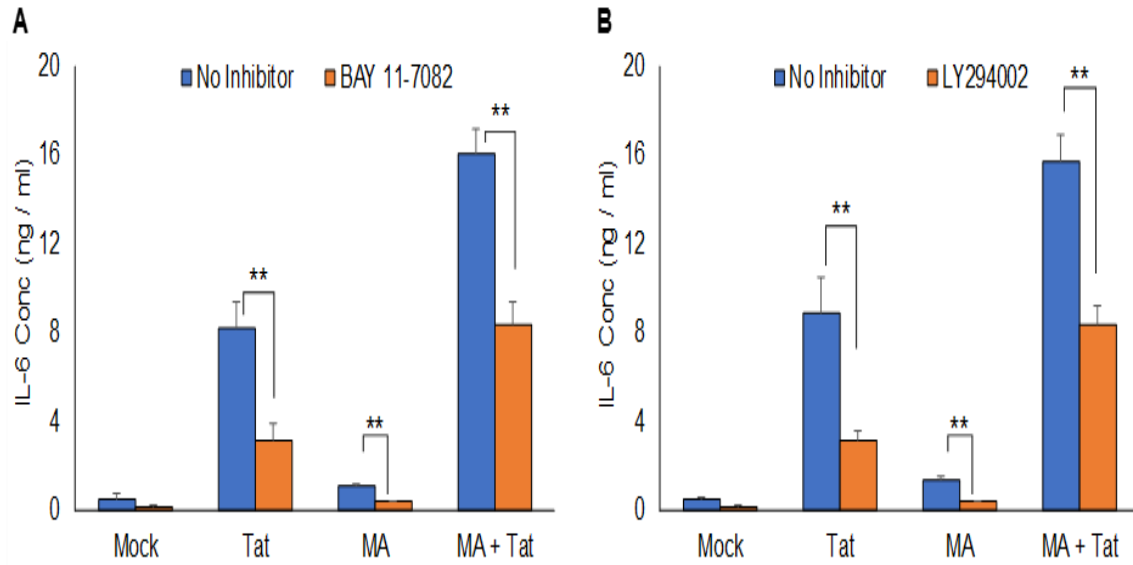 A
No Inhibitor BAY 11-7082
IL-6 Conc (ng / ml)
20
16
12
8
4
0
**
**
**
Mock Tat MA MA + Tat
B
No Inhibitor LY294002
IL-6 Conc (ng / ml)
20
16
12
8
4
0
**
**
**
Mock Tat MA MA + Tat